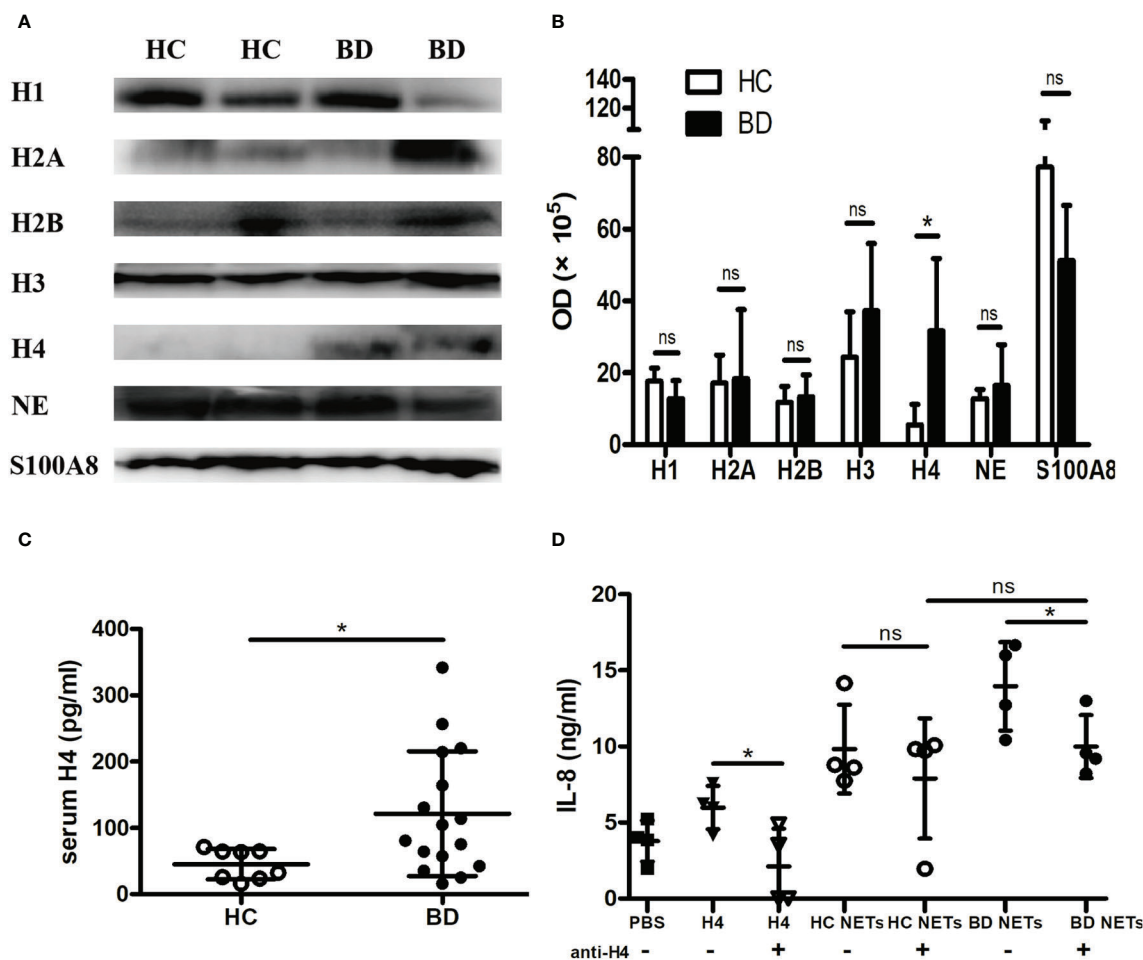 A
HC HC BD BD
H1
H2A
H2B
H3
H4
NE
S100A8
B
HC
BD
OD (× 10⁵)
140
120
80
60
40
20
0
ns
ns
ns
ns
*
ns
ns
H1 H2A H2B H3 H4 NE S100A8
C
serum H4 (pg/ml)
400
300
200
100
0
*
HC BD
D
IL-8 (ng/ml)
20
15
10
5
0
*
ns
ns
*
PBS H4 H4 HC NETs HC NETs BD NETs BD NETs
anti-H4 - - + - + - +